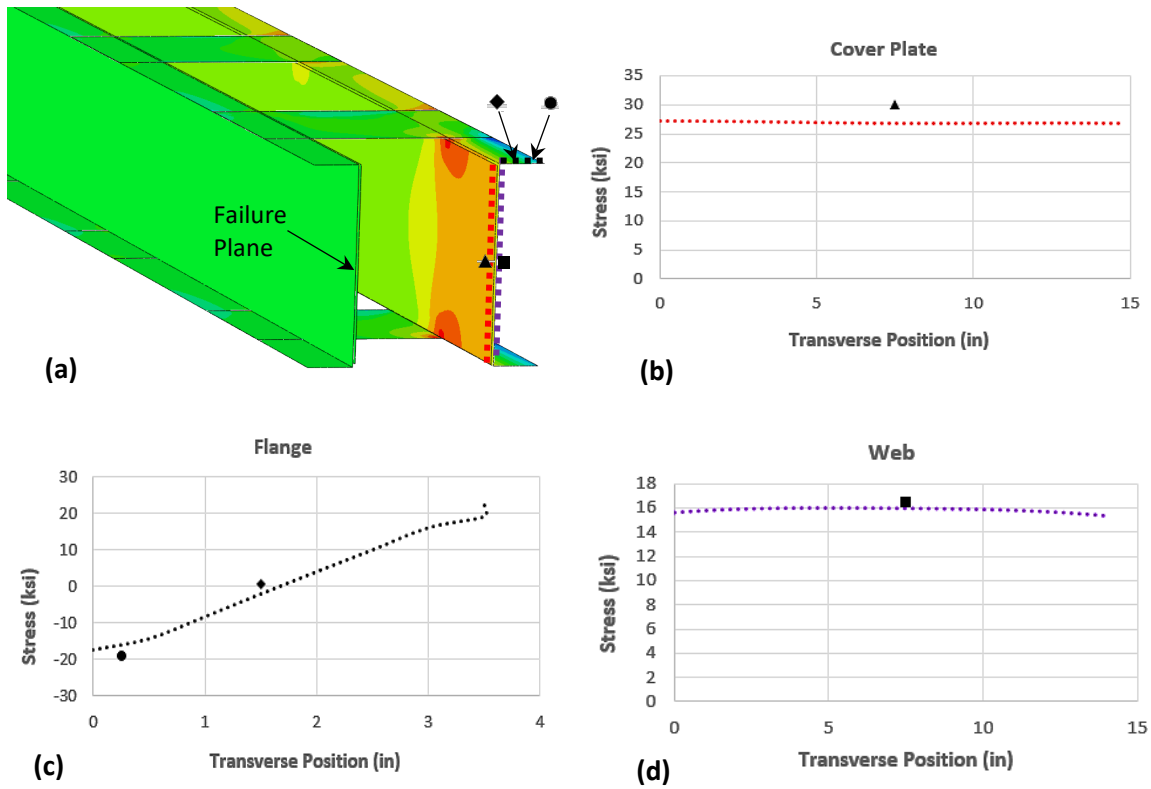 Failure
Plane
(a)
Cover Plate
35
30
25
20
15
10
5
0
Stress (ksi)
0 5 10 15
Transverse Position (in)
(b)
Flange
30
20
10
0
-10
-20
-30
Stress (ksi)
0 1 2 3 4
Transverse Position (in)
(c)
Web
18
16
14
12
10
8
6
4
2
0
Stress (ksi)
0 5 10 15
Transverse Position (in)
(d)